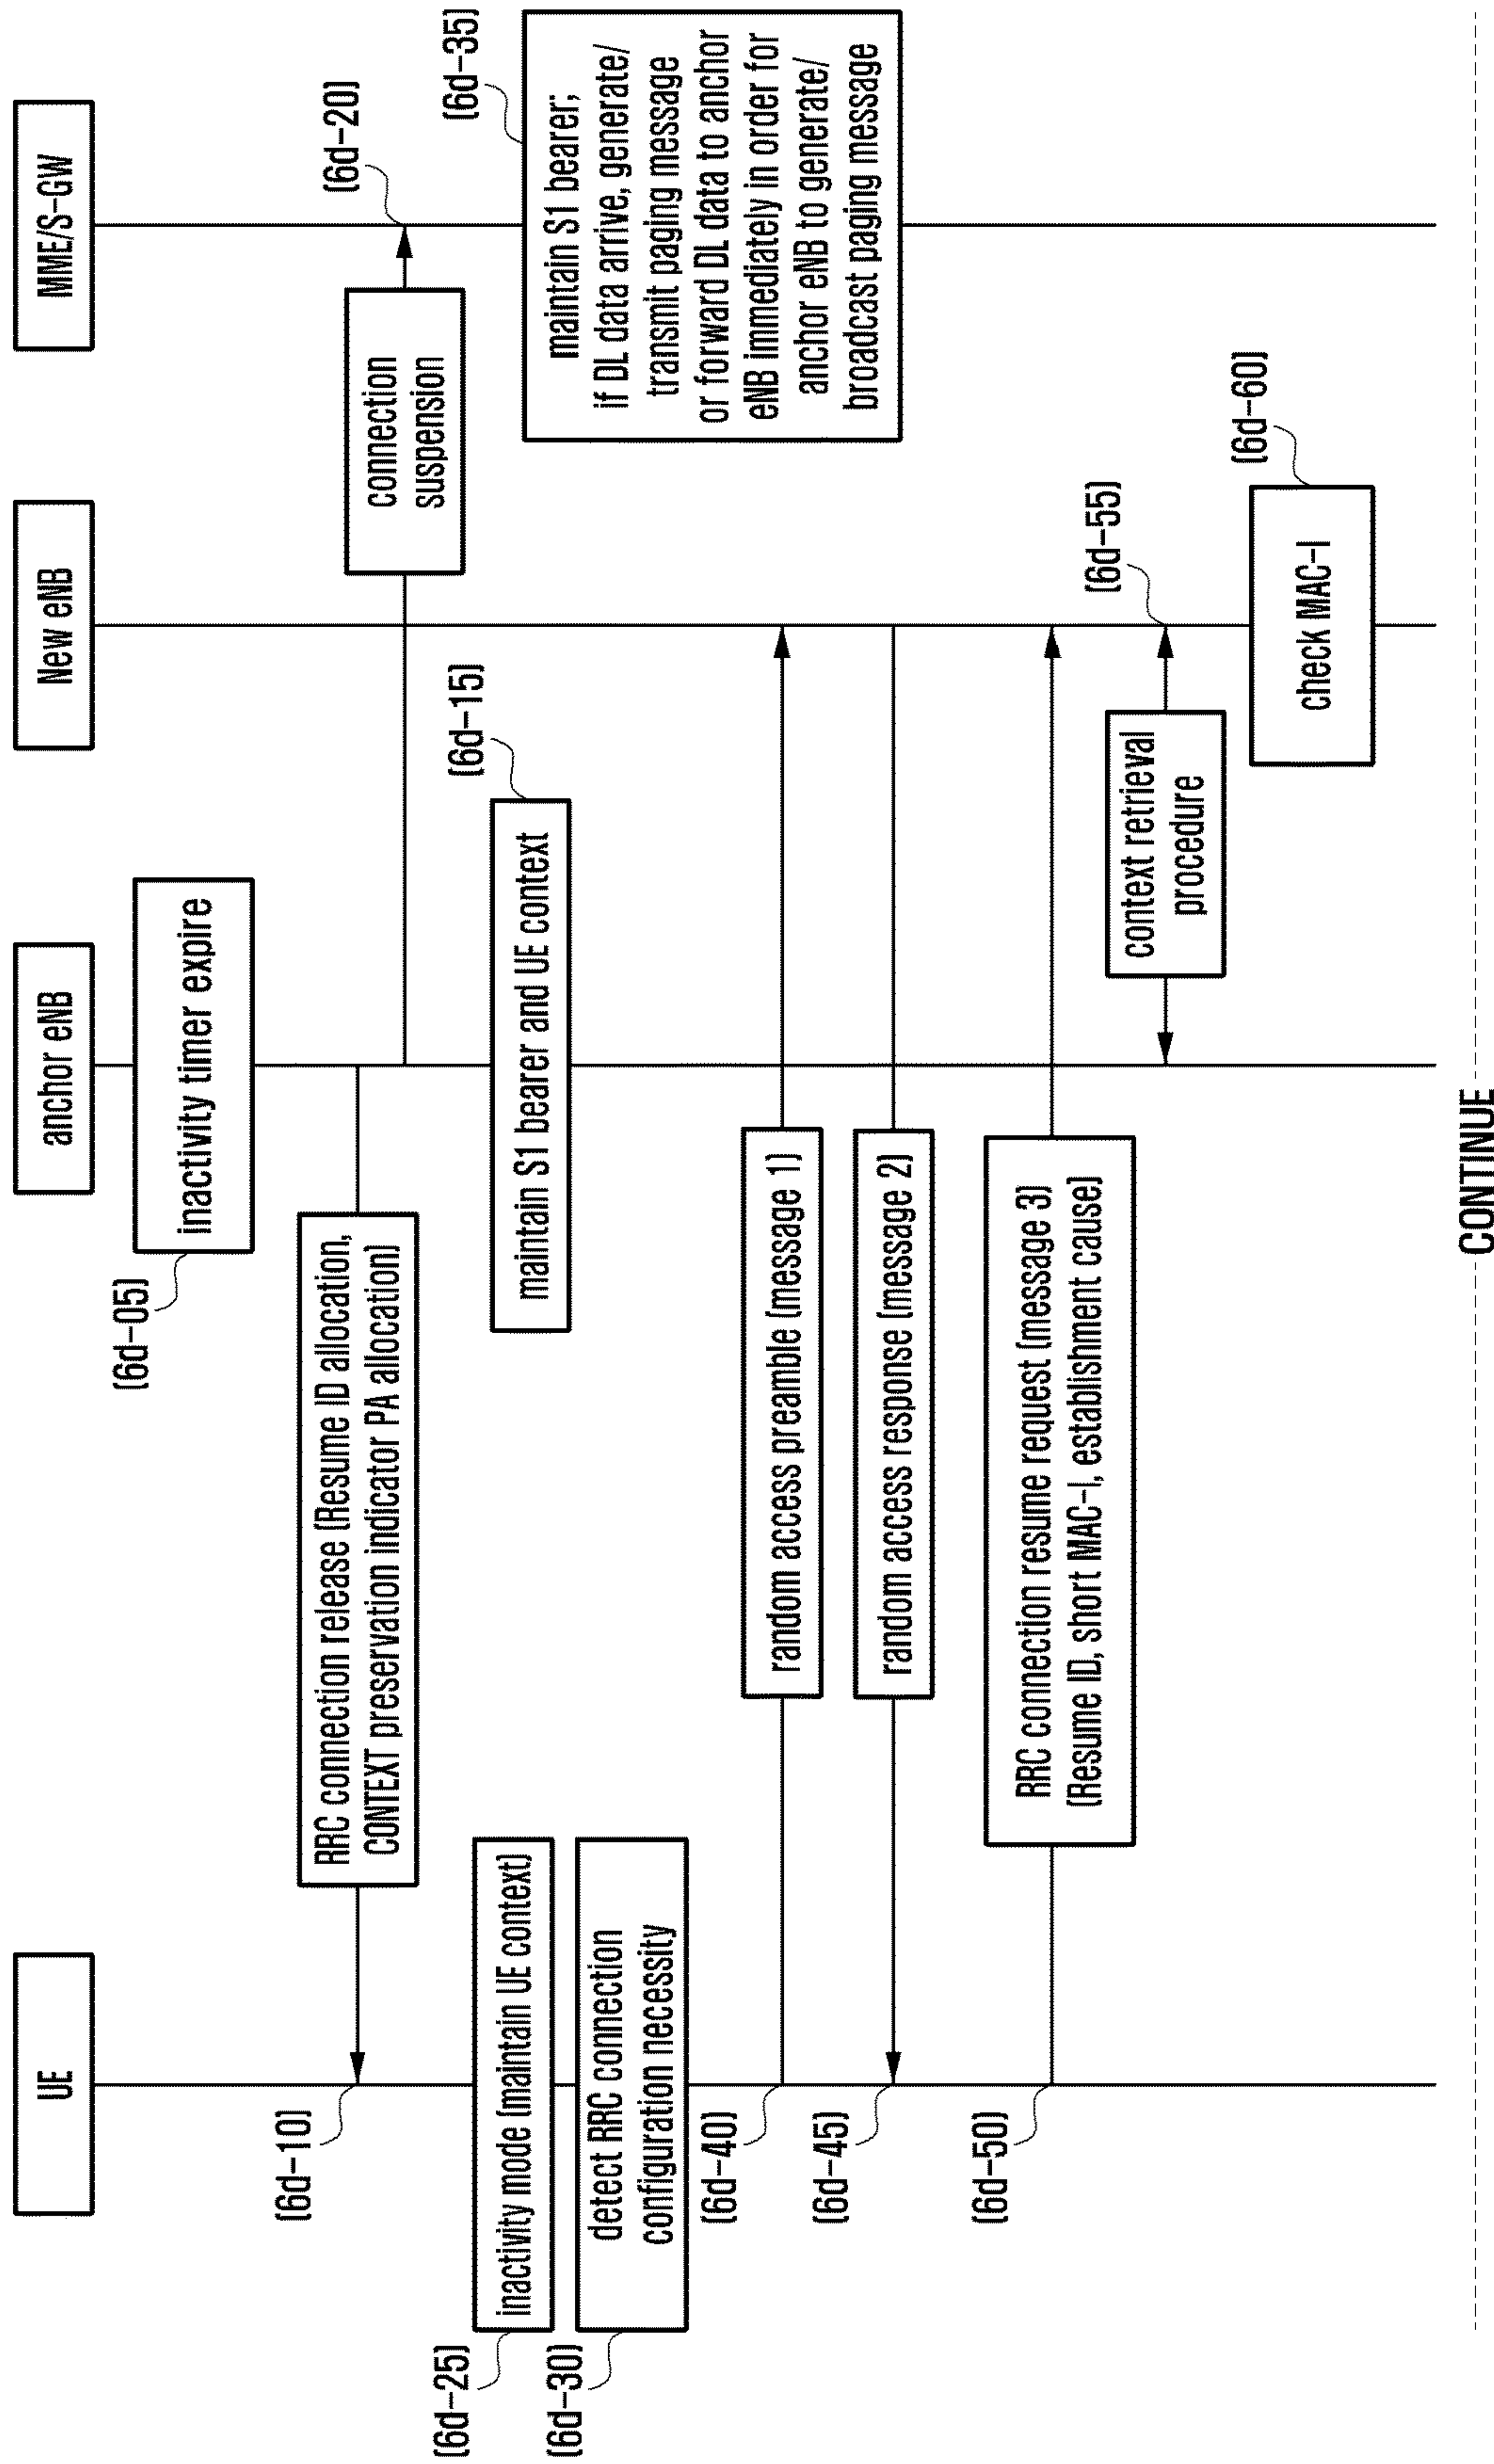 UE
anchor eNB
New eNB
MME/S-GW
(6d-05)
inactivity timer expire
(6d-10)
RRC connection release (Resume ID allocation,
CONTEXT preservation indicator PA allocation)
connection
suspension
(6d-20)
(6d-15)
maintain S1 bearer and UE context
(6d-25)
inactivity mode (maintain UE context)
(6d-30)
detect RRC connection
configuration necessity
(6d-35)
maintain S1 bearer;
if DL data arrive, generate/
transmit paging message
or forward DL data to anchor
eNB immediately in order for
anchor eNB to generate/
broadcast paging message
(6d-40)
random access preamble (message 1)
(6d-45)
random access response (message 2)
(6d-50)
RRC connection resume request (message 3)
(Resume ID, short MAC-I, establishment cause)
(6d-55)
context retrieval
procedure
(6d-60)
check MAC-I
CONTINUE